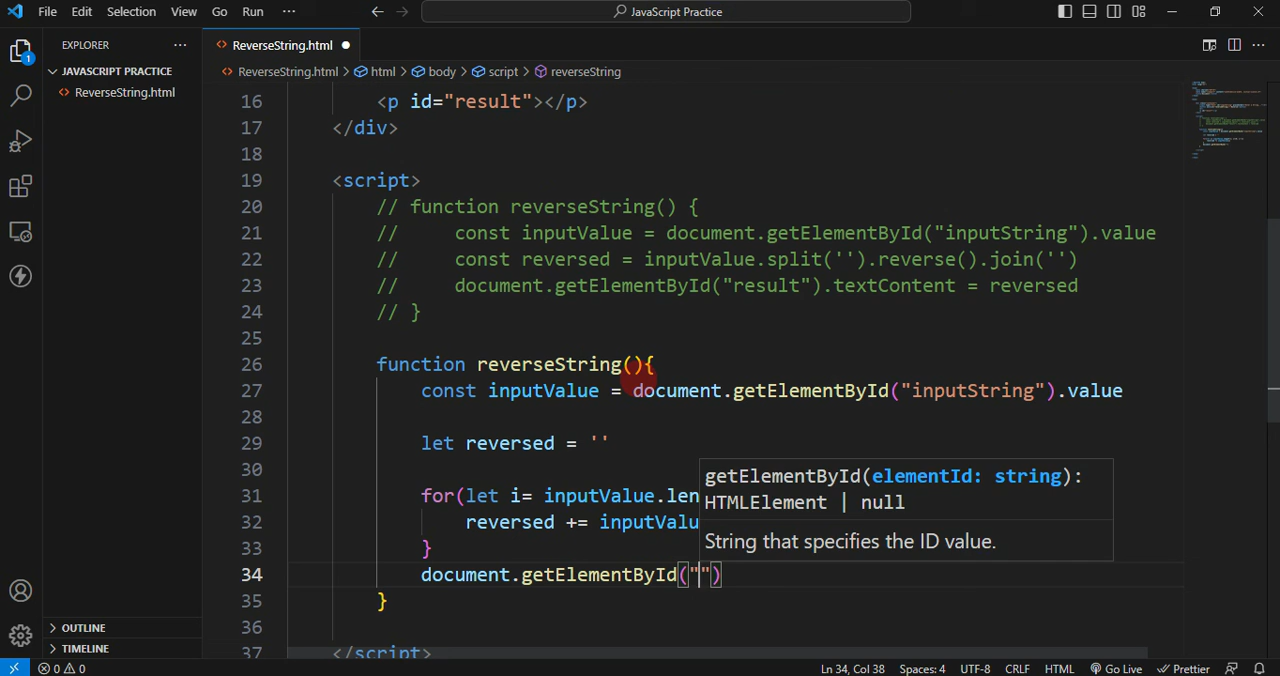 File Edit Selection View Go Run ··· ← → JavaScript Practice
EXPLORER ··· ReverseString.html ●
JAVASCRIPT PRACTICE
ReverseString.html
ReverseString.html > html > body > script > reverseString
16 <p id="result"></p>
17 </div>
18
19 <script>
20 // function reverseString() {
21 //     const inputValue = document.getElementById("inputString").value
22 //     const reversed = inputValue.split('').reverse().join('')
23 //     document.getElementById("result").textContent = reversed
24 // }
25
26 function reverseString(){
27 const inputValue = document.getElementById("inputString").value
28
29 let reversed = ''
30
31 for(let i= inputValue.len
32 reversed += inputValu
33 }
34 document.getElementById("")
35 }
36
37 </script>
getElementById(elementId: string):
HTMLElement | null
String that specifies the ID value.
1
OUTLINE
TIMELINE
0 0 Ln 34, Col 38 Spaces: 4 UTF-8 CRLF HTML Go Live Prettier